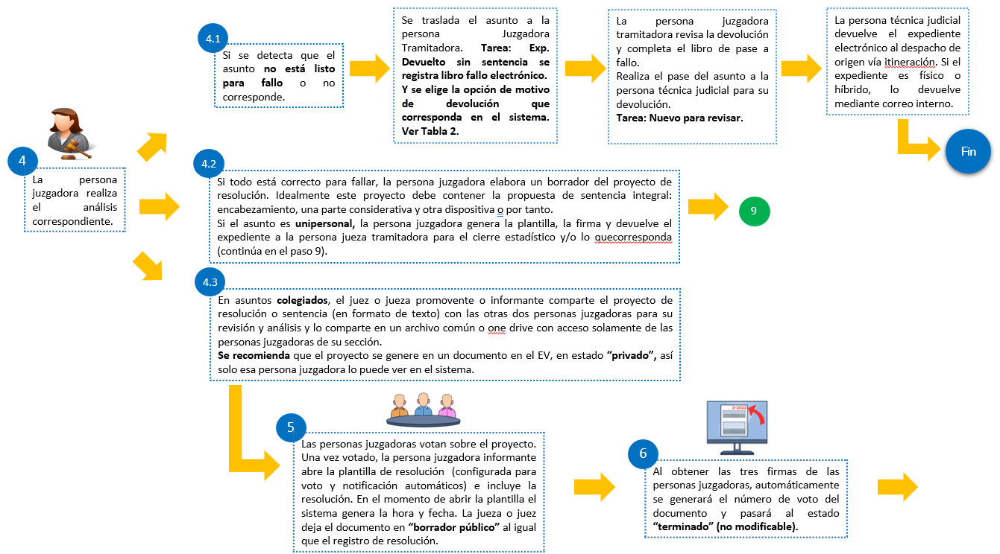 4
La persona
juzgadora realiza
el análisis
correspondiente.
4.1
Si se detecta que el
asunto no está listo
para fallo o no
corresponde.
Se traslada el asunto a la
persona Juzgadora
Tramitadora. Tarea: Exp.
Devuelto sin sentencia se
registra libro fallo electrónico.
Y se elige la opción de motivo
de devolución que
corresponda en el sistema.
Ver Tabla 2.
La persona juzgadora
tramitadora revisa la devolución
y completa el libro de pase a
fallo.
Realiza el pase del asunto a la
persona técnica judicial para su
devolución.
Tarea: Nuevo para revisar.
La persona técnica judicial
devuelve el expediente
electrónico al despacho de
origen vía itineración. Si el
expediente es físico o
híbrido, lo devuelve
mediante correo interno.
Fin
4.2
Si todo está correcto para fallar, la persona juzgadora elabora un borrador del proyecto de
resolución. Idealmente este proyecto debe contener la propuesta de sentencia integral:
encabezamiento, una parte considerativa y otra dispositiva o por tanto.
Si el asunto es unipersonal, la persona juzgadora genera la plantilla, la firma y devuelve el
expediente a la persona jueza tramitadora para el cierre estadístico y/o lo quecorresponda
(continúa en el paso 9).
9
4.3
En asuntos colegiados, el juez o jueza promovente o informante comparte el proyecto de
resolución o sentencia (en formato de texto) con las otras dos personas juzgadoras para su
revisión y análisis y lo comparte en un archivo común o one drive con acceso solamente de las
personas juzgadoras de su sección.
Se recomienda que el proyecto se genere en un documento en el EV, en estado “privado”, así
solo esa persona juzgadora lo puede ver en el sistema.
5
Las personas juzgadoras votan sobre el proyecto.
Una vez votado, la persona juzgadora informante
abre la plantilla de resolución (configurada para
voto y notificación automáticos) e incluye la
resolución. En el momento de abrir la plantilla el
sistema genera la hora y fecha. La jueza o juez
deja el documento en “borrador público” al igual
que el registro de resolución.
3-2022
6
Al obtener las tres firmas de las
personas juzgadoras, automáticamente
se generará el número de voto del
documento y pasará al estado
“terminado” (no modificable).